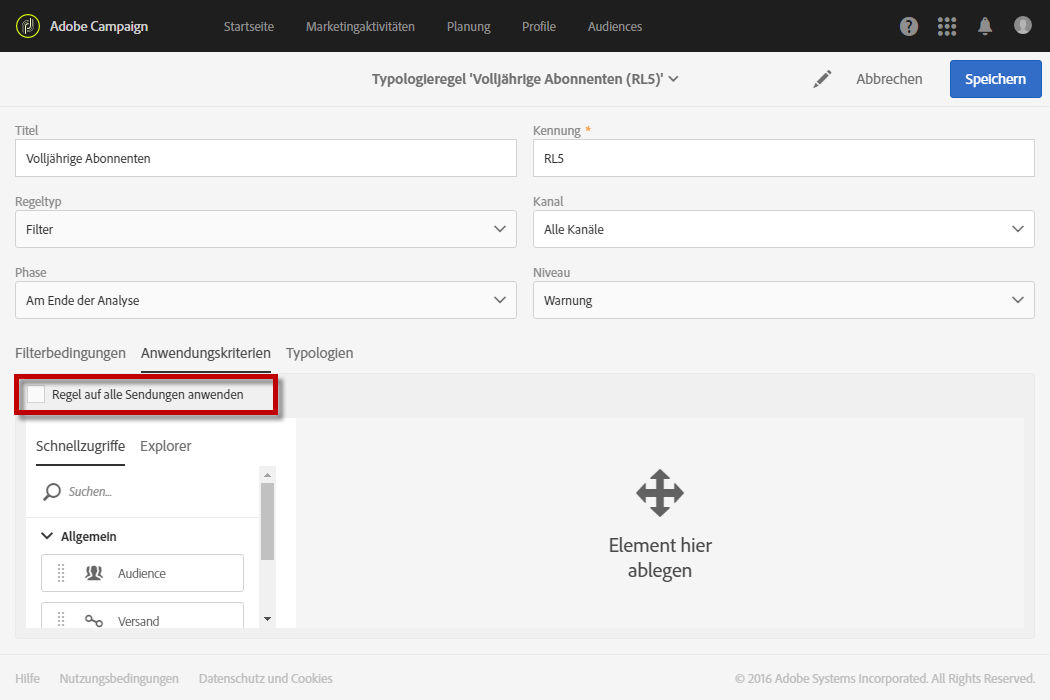 Adobe Campaign
Startseite
Marketingaktivitäten
Planung
Profile
Audiences
?
Typologieregel 'Volljährige Abonnenten (RL5)'
Abbrechen
Speichern
Titel
Kennung *
Volljährige Abonnenten
RL5
Regeltyp
Kanal
Filter
Alle Kanäle
Phase
Niveau
Am Ende der Analyse
Warnung
Filterbedingungen
Anwendungskriterien
Typologien
Regel auf alle Sendungen anwenden
Schnellzugriffe
Explorer
Suchen...
Allgemein
Audience
Versand
Element hier
ablegen
Hilfe
Nutzungsbedingungen
Datenschutz und Cookies
© 2016 Adobe Systems Incorporated. All Rights Reserved.